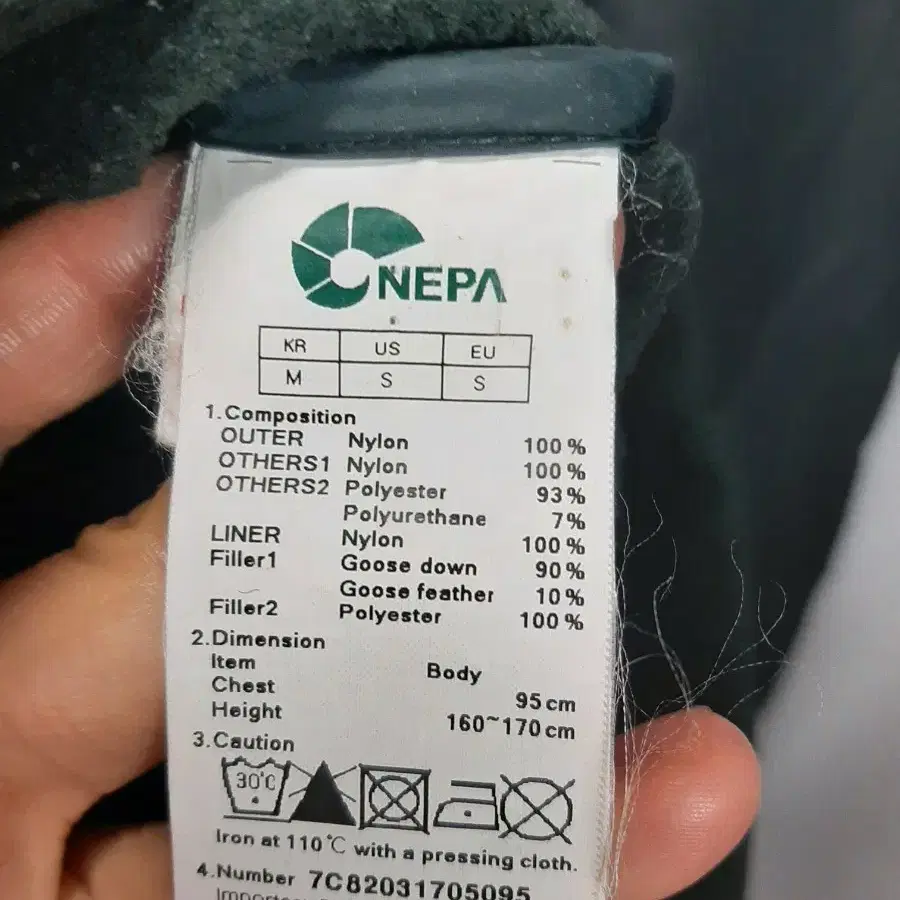 NEPA
KR US EU
M S S
1.Composition
OUTER Nylon 100%
OTHERS1 Nylon 100%
OTHERS2 Polyester 93%
Polyurethane 7%
LINER Nylon 100%
Filler1 Goose down 90%
Goose feather 10%
Filler2 Polyester 100%
2.Dimension
Item Body
Chest 95cm
Height 160~170cm
3.Caution
30°C
Iron at 110℃ with a pressing cloth.
4.Number 7C82031705095